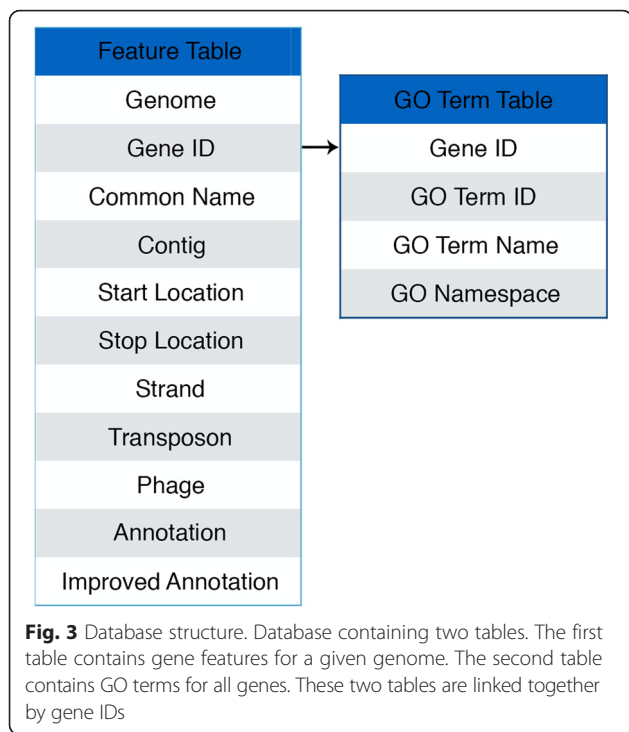 Feature Table
Genome
Gene ID
Common Name
Contig
Start Location
Stop Location
Strand
Transposon
Phage
Annotation
Improved Annotation
GO Term Table
Gene ID
GO Term ID
GO Term Name
GO Namespace
Fig. 3 Database structure. Database containing two tables. The first
table contains gene features for a given genome. The second table
contains GO terms for all genes. These two tables are linked together
by gene IDs